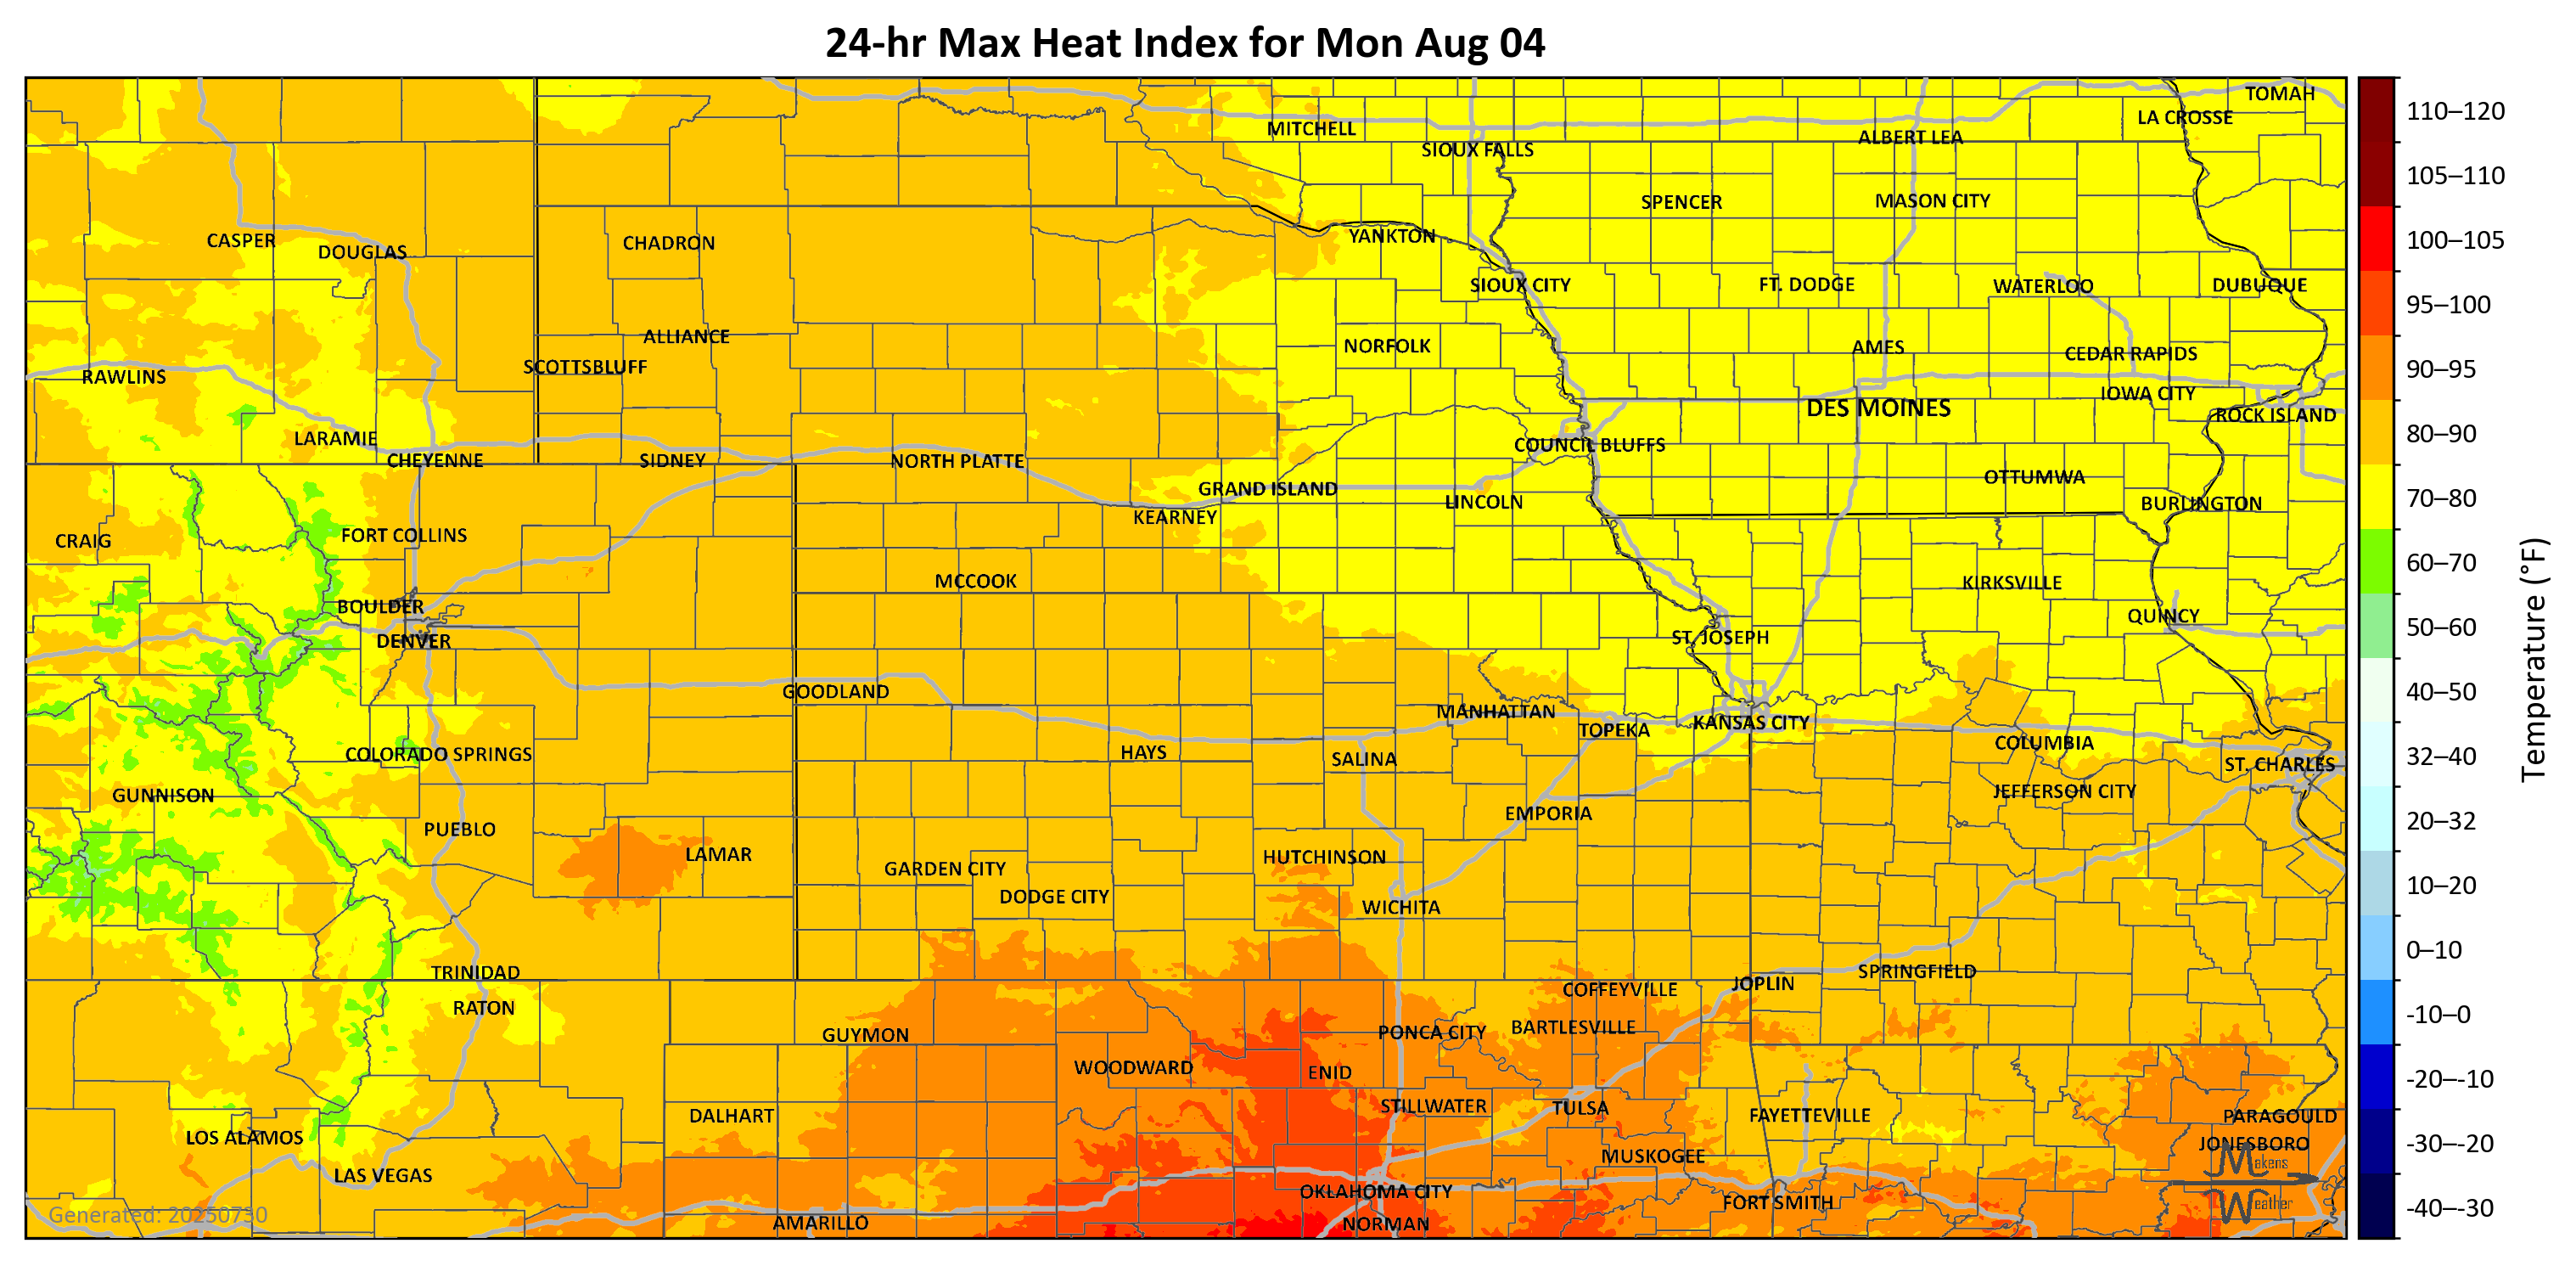 24-hr Max Heat Index for Mon Aug 04
TOMAH
LA CROSSE
MITCHELL
ALBERT LEA
SIOUX FALLS
SPENCER
MASON CITY
YANKTON
CASPER
CHADRON
DOUGLAS
SIOUX CITY
FT. DODGE
WATERLOO
DUBUQUE
ALLIANCE
NORFOLK
AMES
CEDAR RAPIDS
SCOTTSBLUFF
RAWLINS
IOWA CITY
DES MOINES
ROCK ISLAND
LARAMIE
COUNCIL BLUFFS
CHEYENNE
SIDNEY
NORTH PLATTE
OTTUMWA
GRAND ISLAND
LINCOLN
BURLINGTON
KEARNEY
CRAIG
FORT COLLINS
MCCOOK
KIRKSVILLE
BOULDER
QUINCY
DENVER
ST. JOSEPH
GOODLAND
MANHATTAN
KANSAS CITY
TOPEKA
COLUMBIA
COLORADO SPRINGS
HAYS
SALINA
ST. CHARLES
GUNNISON
JEFFERSON CITY
EMPORIA
PUEBLO
LAMAR
HUTCHINSON
GARDEN CITY
DODGE CITY
WICHITA
TRINIDAD
SPRINGFIELD
JOPLIN
COFFEYVILLE
RATON
GUYMON
PONCA CITY
BARTLESVILLE
WOODWARD
ENID
STILLWATER
TULSA
DALHART
FAYETTEVILLE
PARAGOULD
LOS ALAMOS
JONESBORO
MUSKOGEE
LAS VEGAS
OKLAHOMA CITY
FORT SMITH
AMARILLO
NORMAN
Generated: 20250730
Makens
Weather
110–120
105–110
100–105
95–100
90–95
80–90
70–80
60–70
50–60
40–50
32–40
20–32
10–20
0–10
-10–0
-20–-10
-30–-20
-40–-30
Temperature (°F)